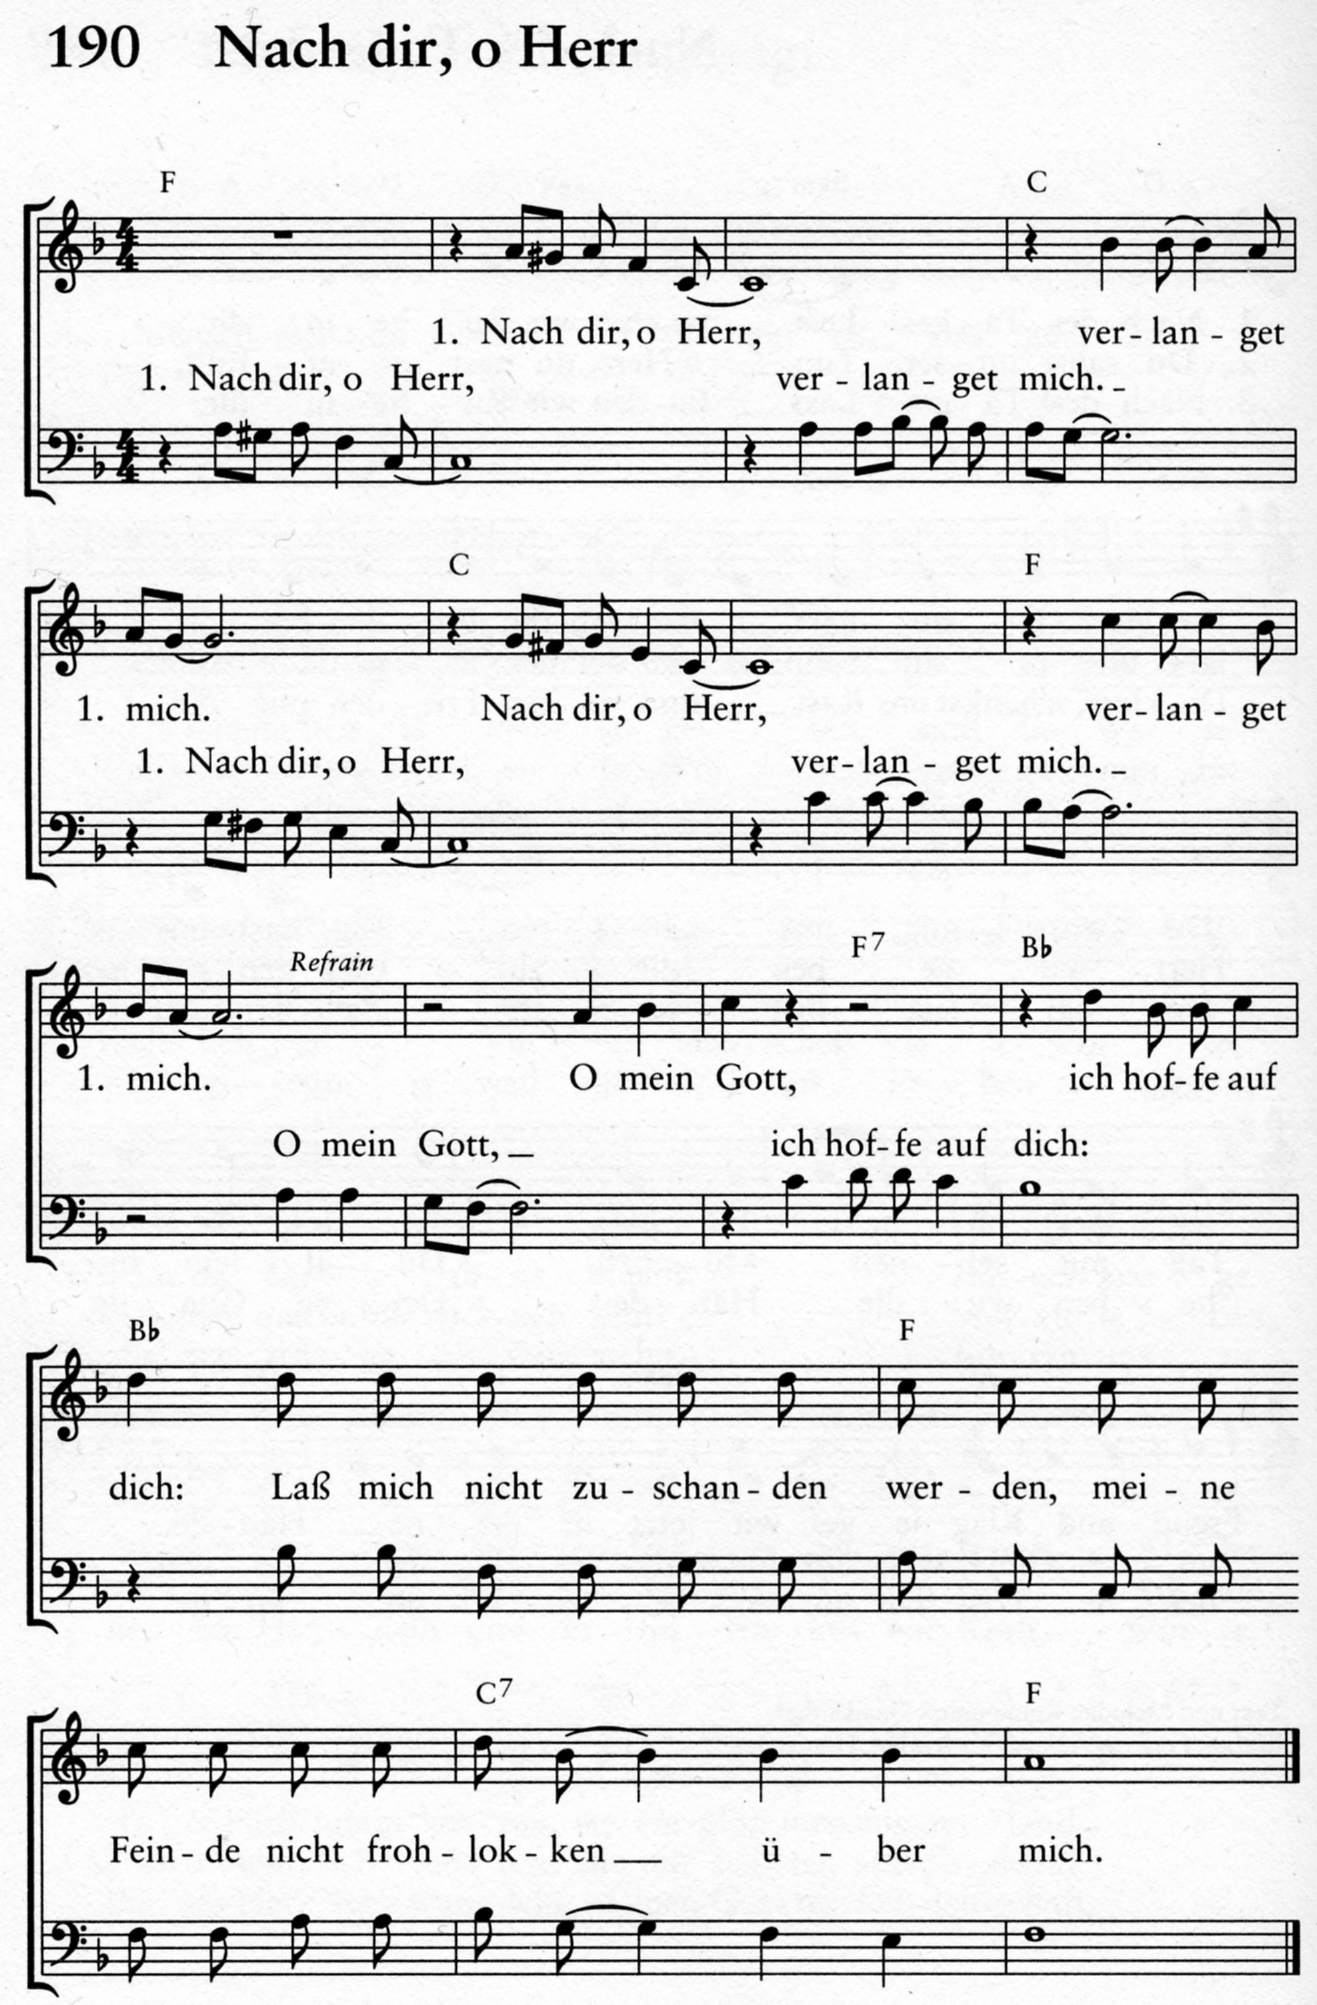 190 Nach dir, o Herr
F C
1. Nach dir, o Herr, ver - lan - get
1. Nach dir, o Herr, ver - lan - get mich.
C F
1. mich. Nach dir, o Herr, ver - lan - get
1. Nach dir, o Herr, ver - lan - get mich.
Refrain F7 B♭
1. mich. O mein Gott, ich hof - fe auf
O mein Gott, ich hof - fe auf dich:
B♭ F
dich: Laß mich nicht zu - schan - den wer - den, mei - ne
C7 F
Fein - de nicht froh - lok - ken ü - ber mich.